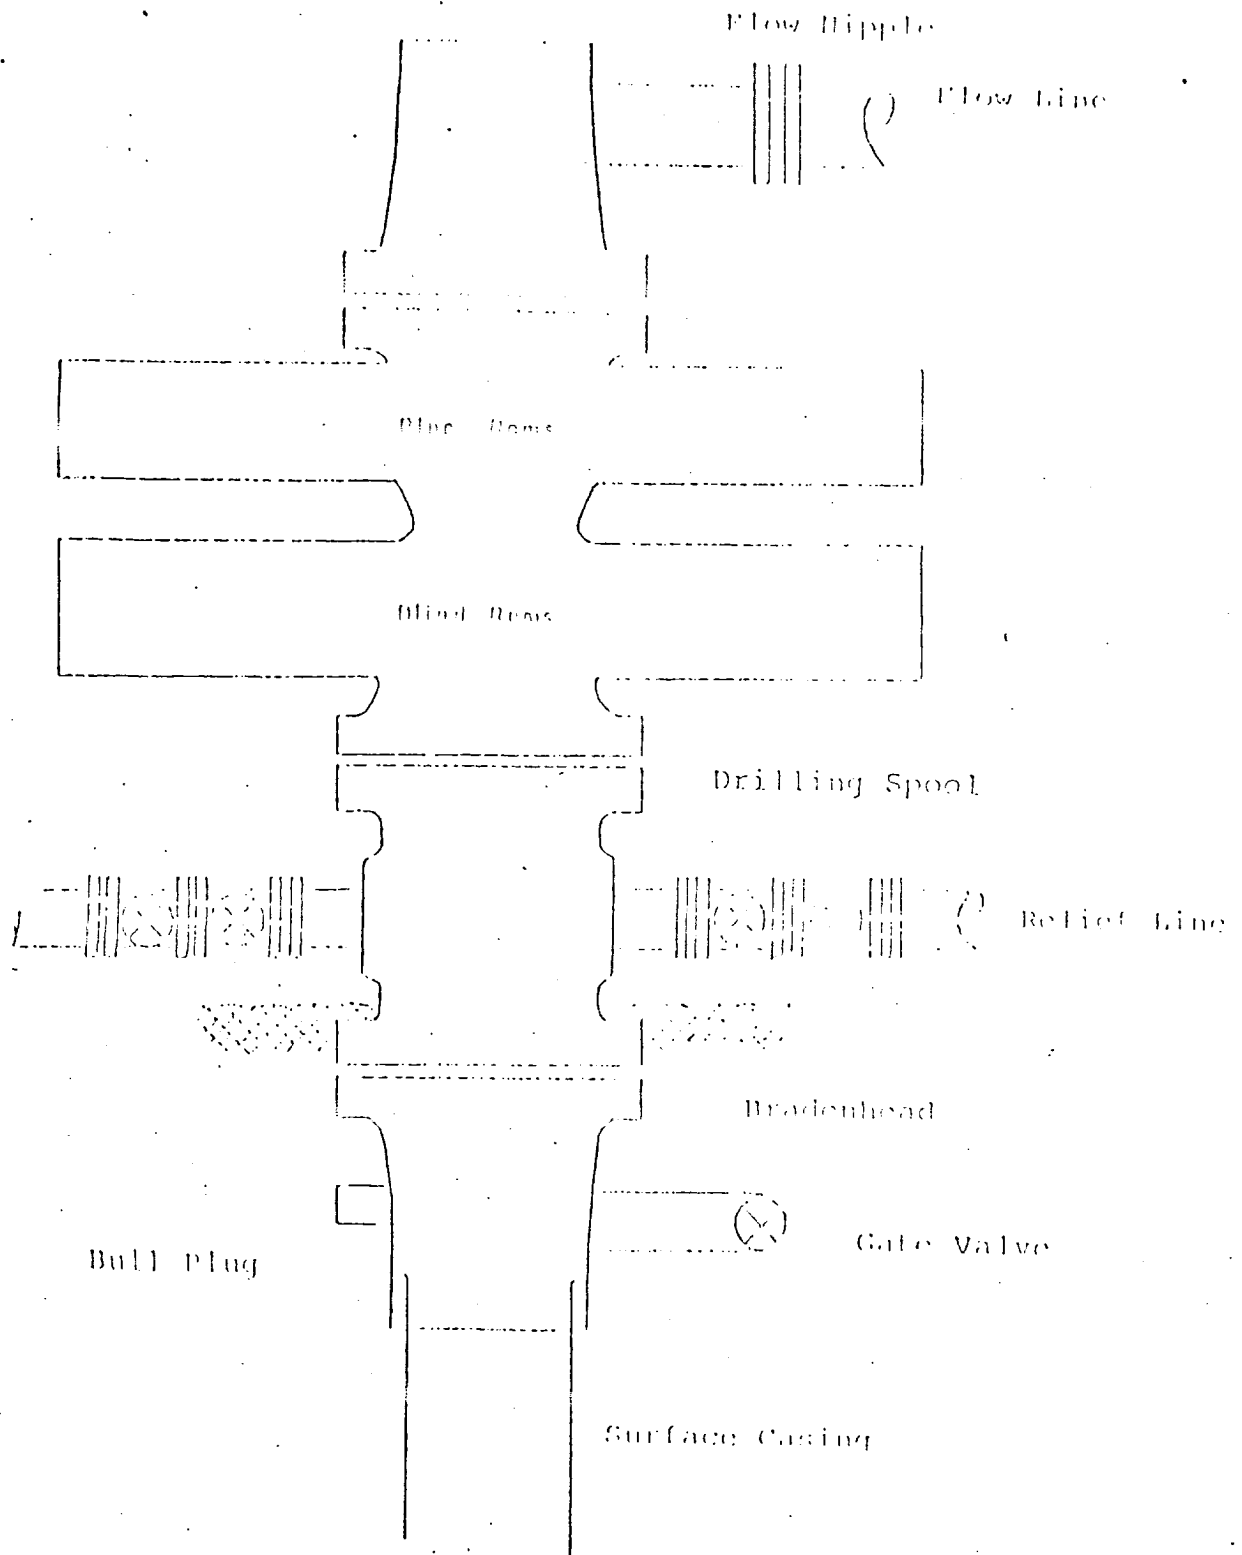 Flow Nipple
Flow Line
Pipe Rams
Blind Rams
Drilling Spool
Relief Line
Bradenhead
Gate Valve
Bull Plug
Surface Casing